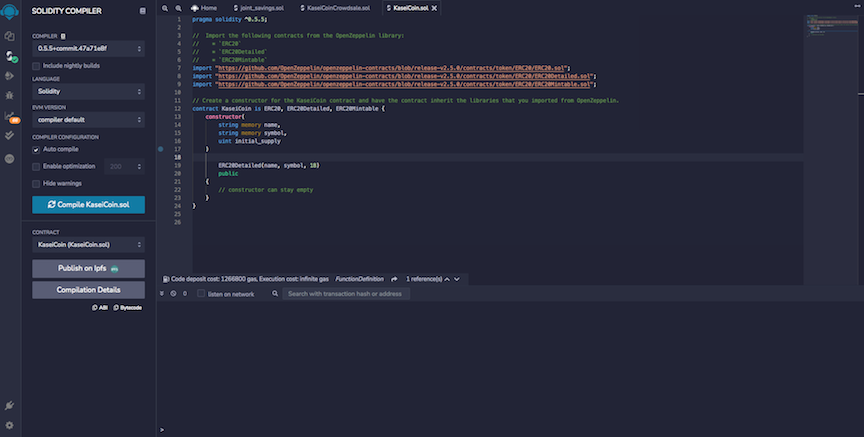 SOLIDITY COMPILER
COMPILER
0.5.5+commit.47a71e8f
Include nightly builds
LANGUAGE
Solidity
EVM VERSION
compiler default
COMPILER CONFIGURATION
Auto compile
Enable optimization 200
Hide warnings
Compile KaseiCoin.sol
CONTRACT
KaseiCoin (KaseiCoin.sol)
Publish on Ipfs
Compilation Details
ABI Bytecode
Home joint_savings.sol KaseiCoinCrowdsale.sol KaseiCoin.sol X
1 pragma solidity ^0.5.5;
2
3 // Import the following contracts from the OpenZeppelin library:
4 // * `ERC20`
5 // * `ERC20Detailed`
6 // * `ERC20Mintable`
7 import "https://github.com/OpenZeppelin/openzeppelin-contracts/blob/release-v2.5.0/contracts/token/ERC20/ERC20.sol";
8 import "https://github.com/OpenZeppelin/openzeppelin-contracts/blob/release-v2.5.0/contracts/token/ERC20/ERC20Detailed.sol";
9 import "https://github.com/OpenZeppelin/openzeppelin-contracts/blob/release-v2.5.0/contracts/token/ERC20/ERC20Mintable.sol";
10
11 // Create a constructor for the KaseiCoin contract and have the contract inherit the libraries that you imported from OpenZeppelin.
12 contract KaseiCoin is ERC20, ERC20Detailed, ERC20Mintable {
13 constructor(
14 string memory name,
15 string memory symbol,
16 uint initial_supply
17 )
18
19 ERC20Detailed(name, symbol, 18)
20 public
21 {
22 // constructor can stay empty
23 }
24 }
25
26
Code deposit cost: 1266800 gas, Execution cost: infinite gas FunctionDefinition 1 reference(s)
0 listen on network Search with transaction hash or address
>